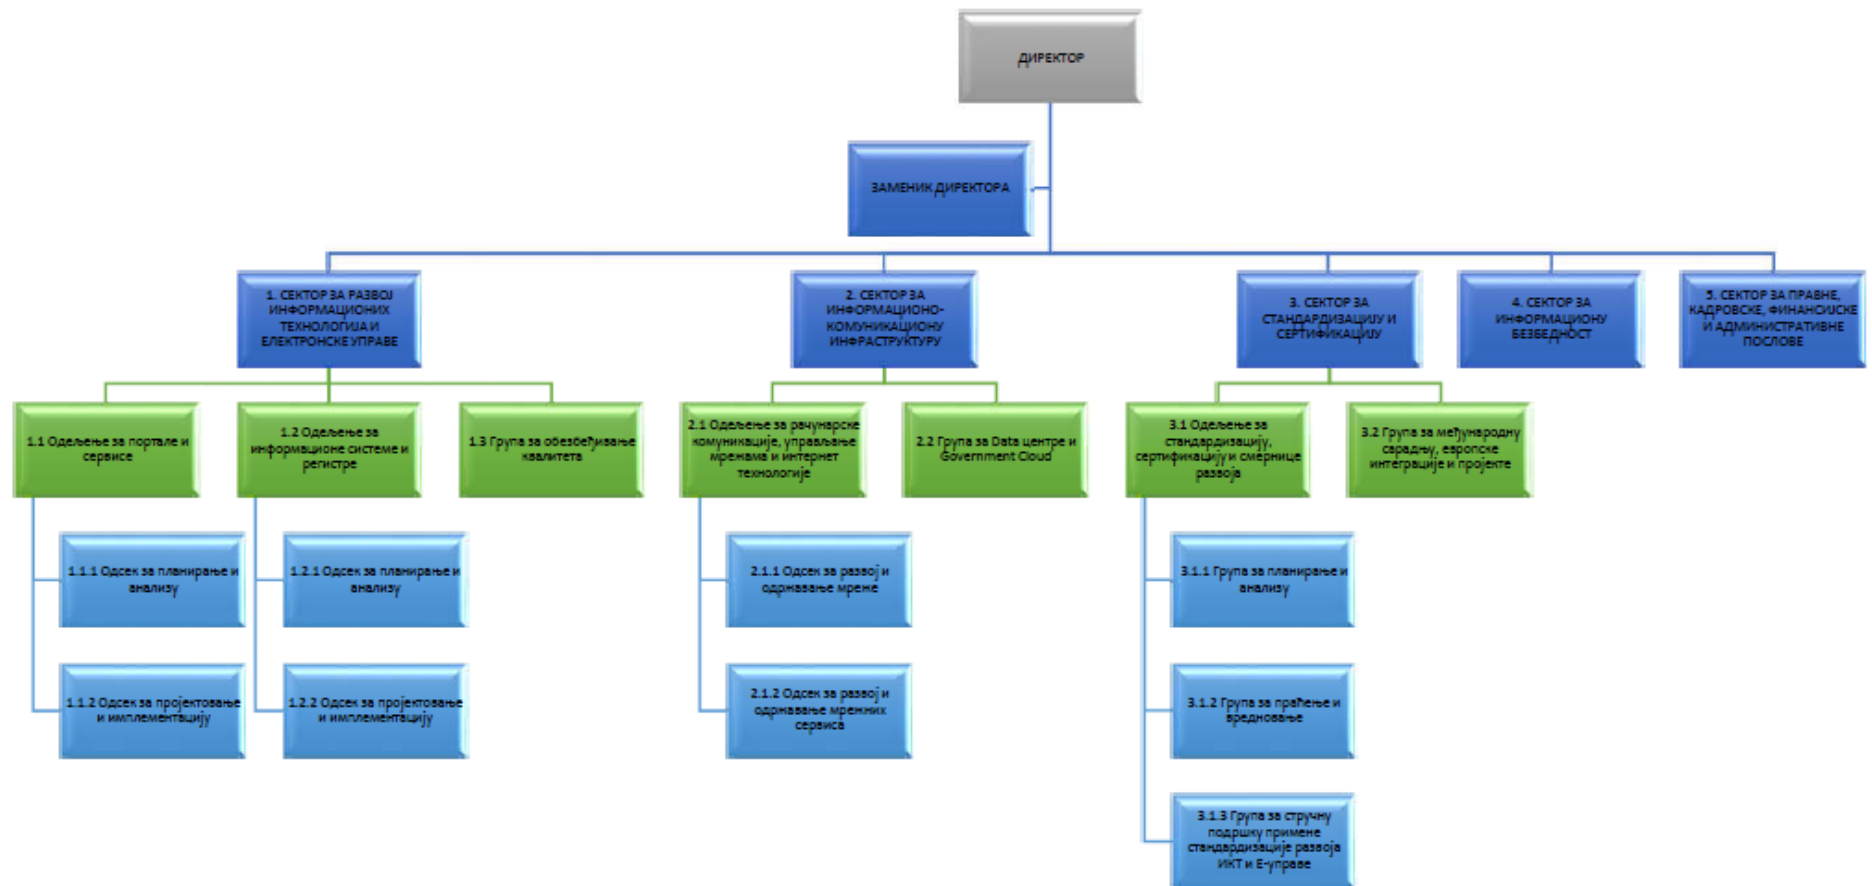 ДИРЕКТОР
ЗАМЕНИК ДИРЕКТОРА
1. СЕКТОР ЗА РАЗВОЈ
ИНФОРМАЦИОНИХ
ТЕХНОЛОГИЈА И
ЕЛЕКТРОНСКЕ УПРАВЕ
2. СЕКТОР ЗА
ИНФОРМАЦИОНО-
КОМУНИКАЦИОНУ
ИНФРАСТРУКТУРУ
3. СЕКТОР ЗА
СТАНДАРДИЗАЦИЈУ И
СЕРТИФИКАЦИЈУ
4. СЕКТОР ЗА
ИНФОРМАЦИОНУ
БЕЗБЕДНОСТ
5. СЕКТОР ЗА ПРАВНЕ,
КАДРОВСКЕ, ФИНАНСИЈСКЕ
И АДМИНИСТРАТИВНЕ
ПОСЛОВЕ
1.1 Одељење за портале и
сервисе
1.2 Одељење за
информационе системе и
регистре
1.3 Група за обезбеђивање
квалитета
2.1 Одељење за рачунарске
комуникације, управљање
мрежама и интернет
технологије
2.2 Група за Data центре и
Government Cloud
3.1 Одељење за
стандардизацију,
сертификацију и смернице
развоја
3.2 Група за међународну
сарадњу, европске
интеграције и пројекте
1.1.1 Одсек за планирање и
анализу
1.2.1 Одсек за планирање и
анализу
2.1.1 Одсек за развој и
одржавање мреже
3.1.1 Група за планирање и
анализу
1.1.2 Одсек за пројектовање
и имплементацију
1.2.2 Одсек за пројектовање
и имплементацију
2.1.2 Одсек за развој и
одржавање мрежних
сервиса
3.1.2 Група за праћење и
вредновање
3.1.3 Група за стручну
подршку примене
стандардизације развоја
ИКТ и Е-управе